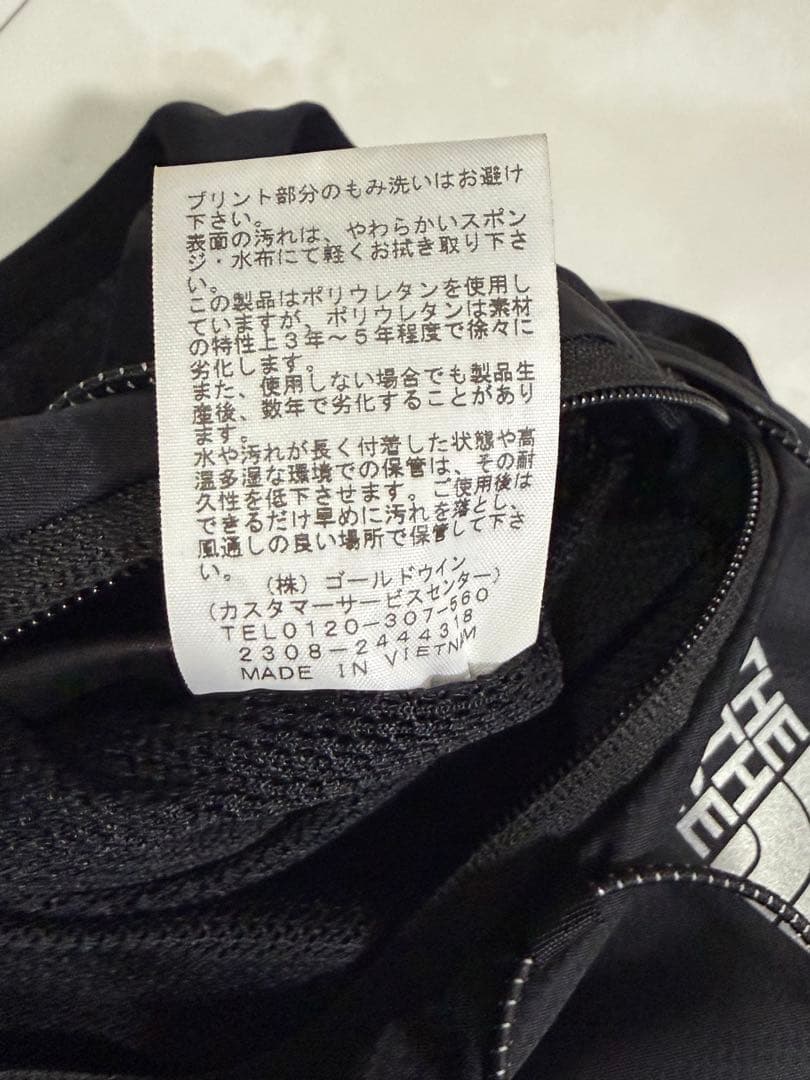 プリント部分のもみ洗いはお避け
下さい。
表面の汚れは、やわらかいスポン
ジ・水布にて軽くお拭き取り下さ
い。
この製品はポリウレタンを使用し
ていますが、ポリウレタンは素材
の特性上3年～5年程度で徐々に
劣化します。
また、使用しない場合でも製品生
産後、数年で劣化することがあり
ます。
水や汚れが長く付着した状態や高
温多湿な環境での保管は、その耐
久性を低下させます。ご使用後は
できるだけ早めに汚れを落とし、
風通しの良い場所で保管して下さ
い。
(株) ゴールドウイン
(カスタマーサービスセンター)
TEL0120-307-560
2308-2444318
MADE IN VIETNAM
THE